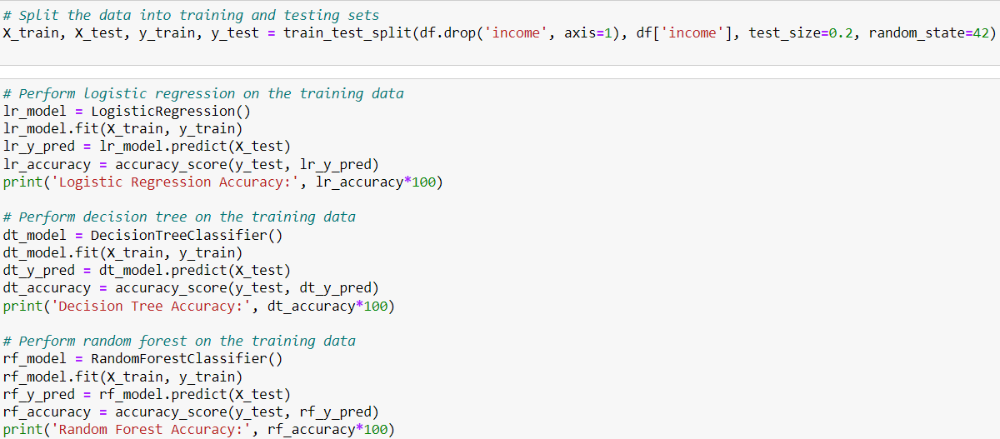 # Split the data into training and testing sets
X_train, X_test, y_train, y_test = train_test_split(df.drop('income', axis=1), df['income'], test_size=0.2, random_state=42)
# Perform logistic regression on the training data
lr_model = LogisticRegression()
lr_model.fit(X_train, y_train)
lr_y_pred = lr_model.predict(X_test)
lr_accuracy = accuracy_score(y_test, lr_y_pred)
print('Logistic Regression Accuracy:', lr_accuracy*100)
# Perform decision tree on the training data
dt_model = DecisionTreeClassifier()
dt_model.fit(X_train, y_train)
dt_y_pred = dt_model.predict(X_test)
dt_accuracy = accuracy_score(y_test, dt_y_pred)
print('Decision Tree Accuracy:', dt_accuracy*100)
# Perform random forest on the training data
rf_model = RandomForestClassifier()
rf_model.fit(X_train, y_train)
rf_y_pred = rf_model.predict(X_test)
rf_accuracy = accuracy_score(y_test, rf_y_pred)
print('Random Forest Accuracy:', rf_accuracy*100)